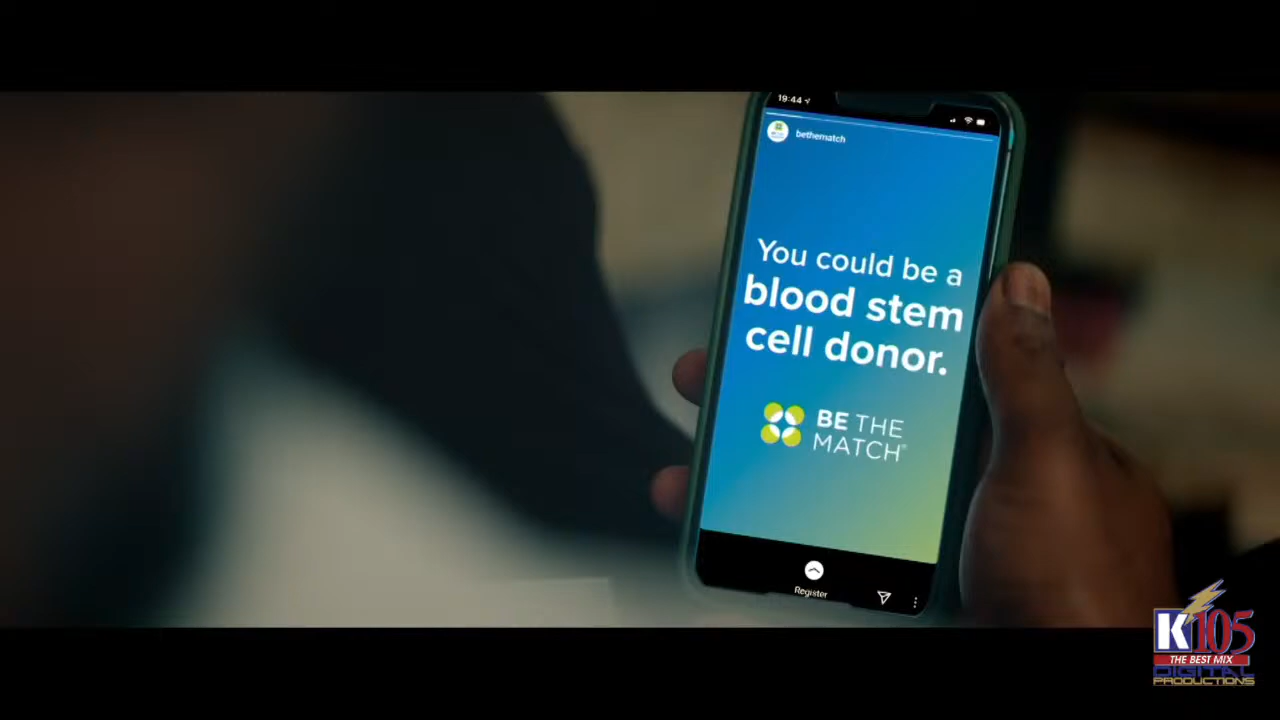 19:44
bethematch
You could be a
blood stem
cell donor.
BE THE
MATCH®
Register
K105
THE BEST MIX
DIGITAL
PRODUCTIONS